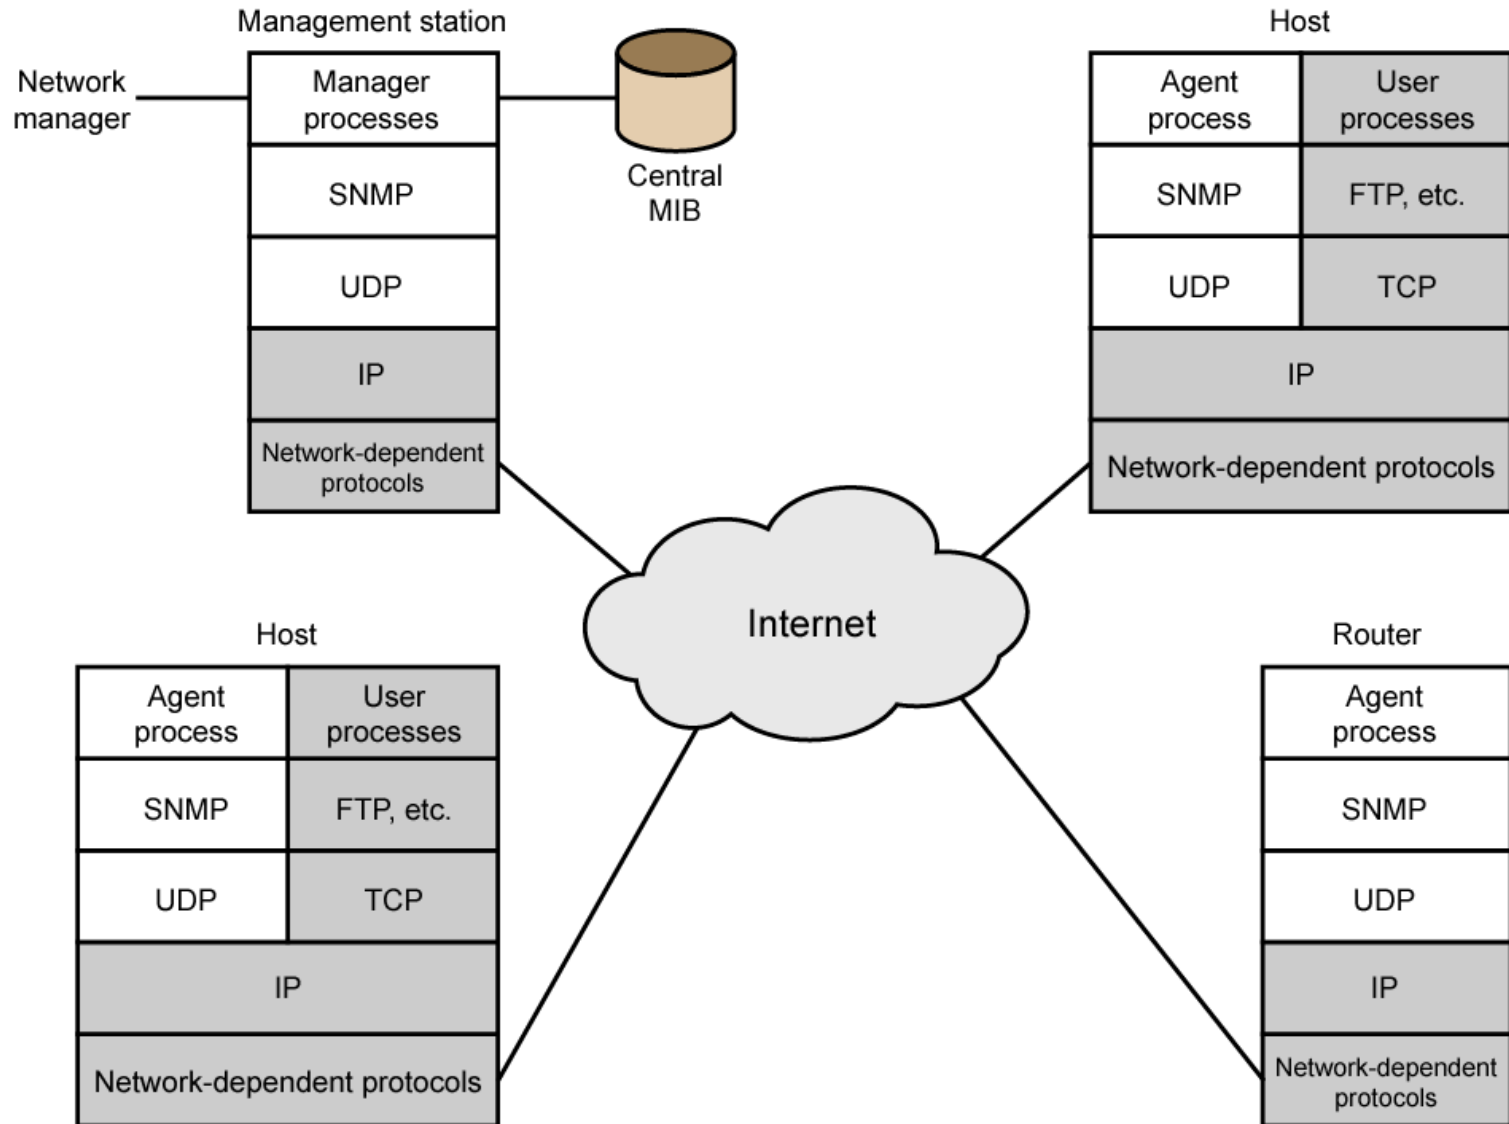 Management station
Network
manager
Manager
processes
SNMP
UDP
IP
Network-dependent
protocols
Central
MIB
Host
Agent
process
User
processes
SNMP
FTP, etc.
UDP
TCP
IP
Network-dependent protocols
Internet
Host
Agent
process
User
processes
SNMP
FTP, etc.
UDP
TCP
IP
Network-dependent protocols
Router
Agent
process
SNMP
UDP
IP
Network-dependent
protocols